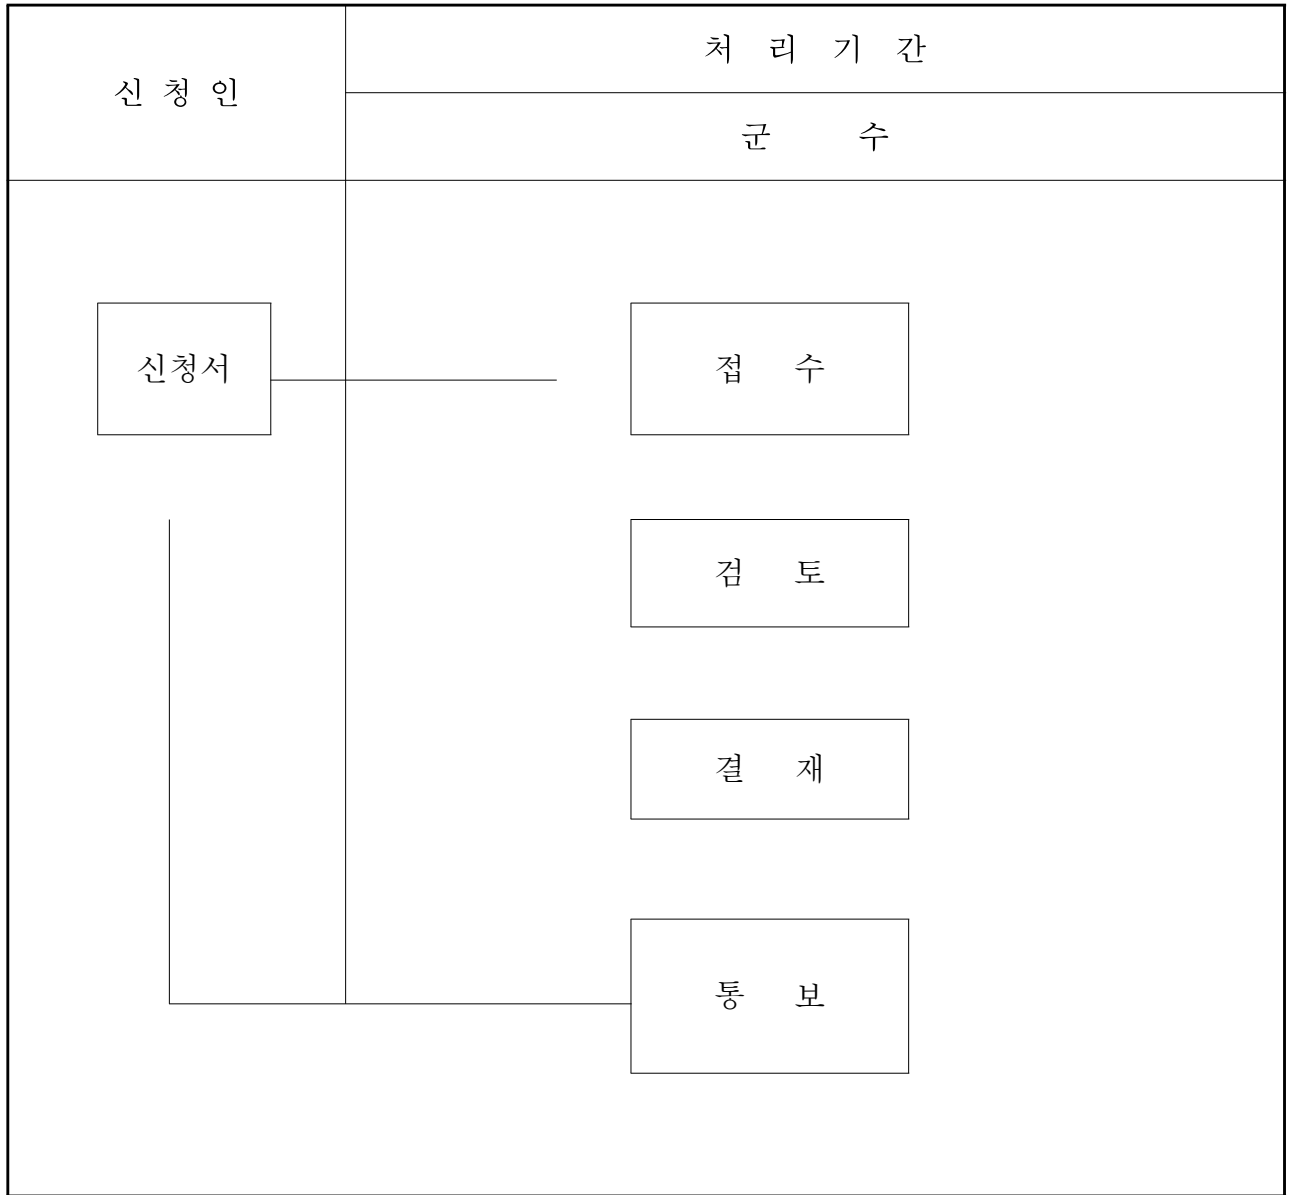 처 리 기 간
신 청 인
군 수
신청서
접 수
검 토
결 재
통 보